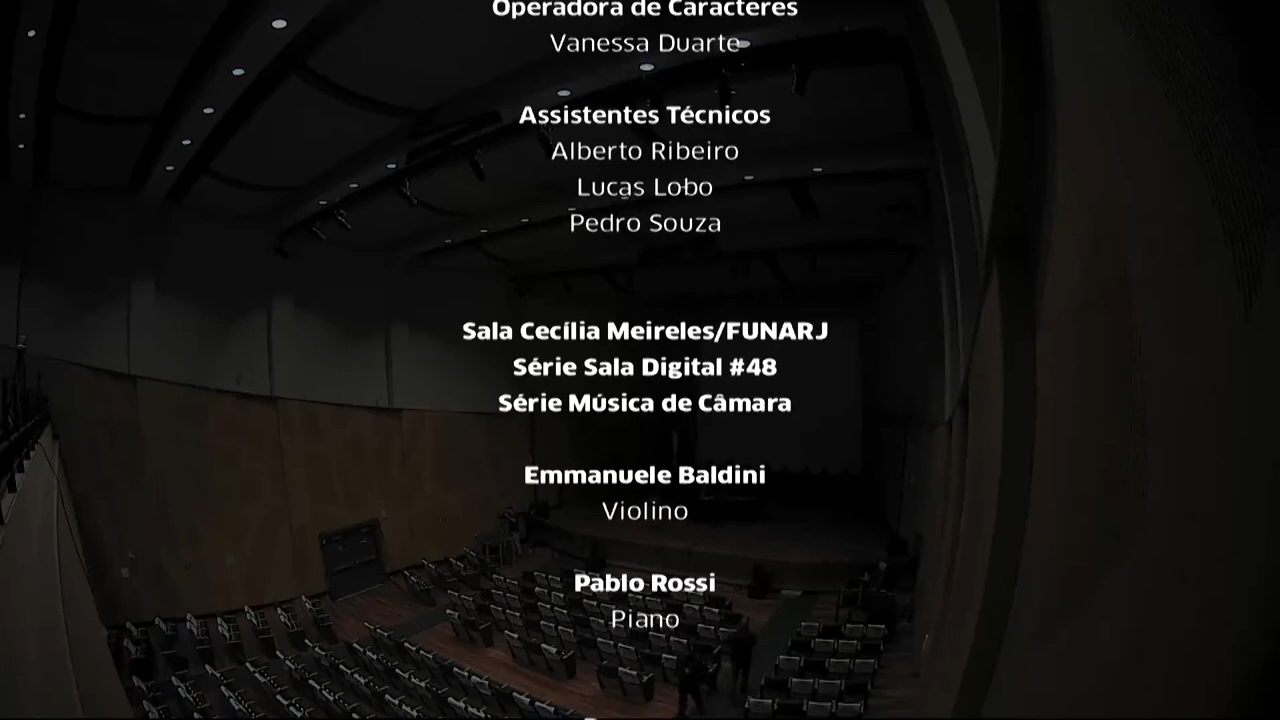 Operadora de Caracteres
Vanessa Duarte
Assistentes Técnicos
Alberto Ribeiro
Lucas Lobo
Pedro Souza
Sala Cecília Meireles/FUNARJ
Série Sala Digital #48
Série Música de Câmara
Emmanuele Baldini
Violino
Pablo Rossi
Piano